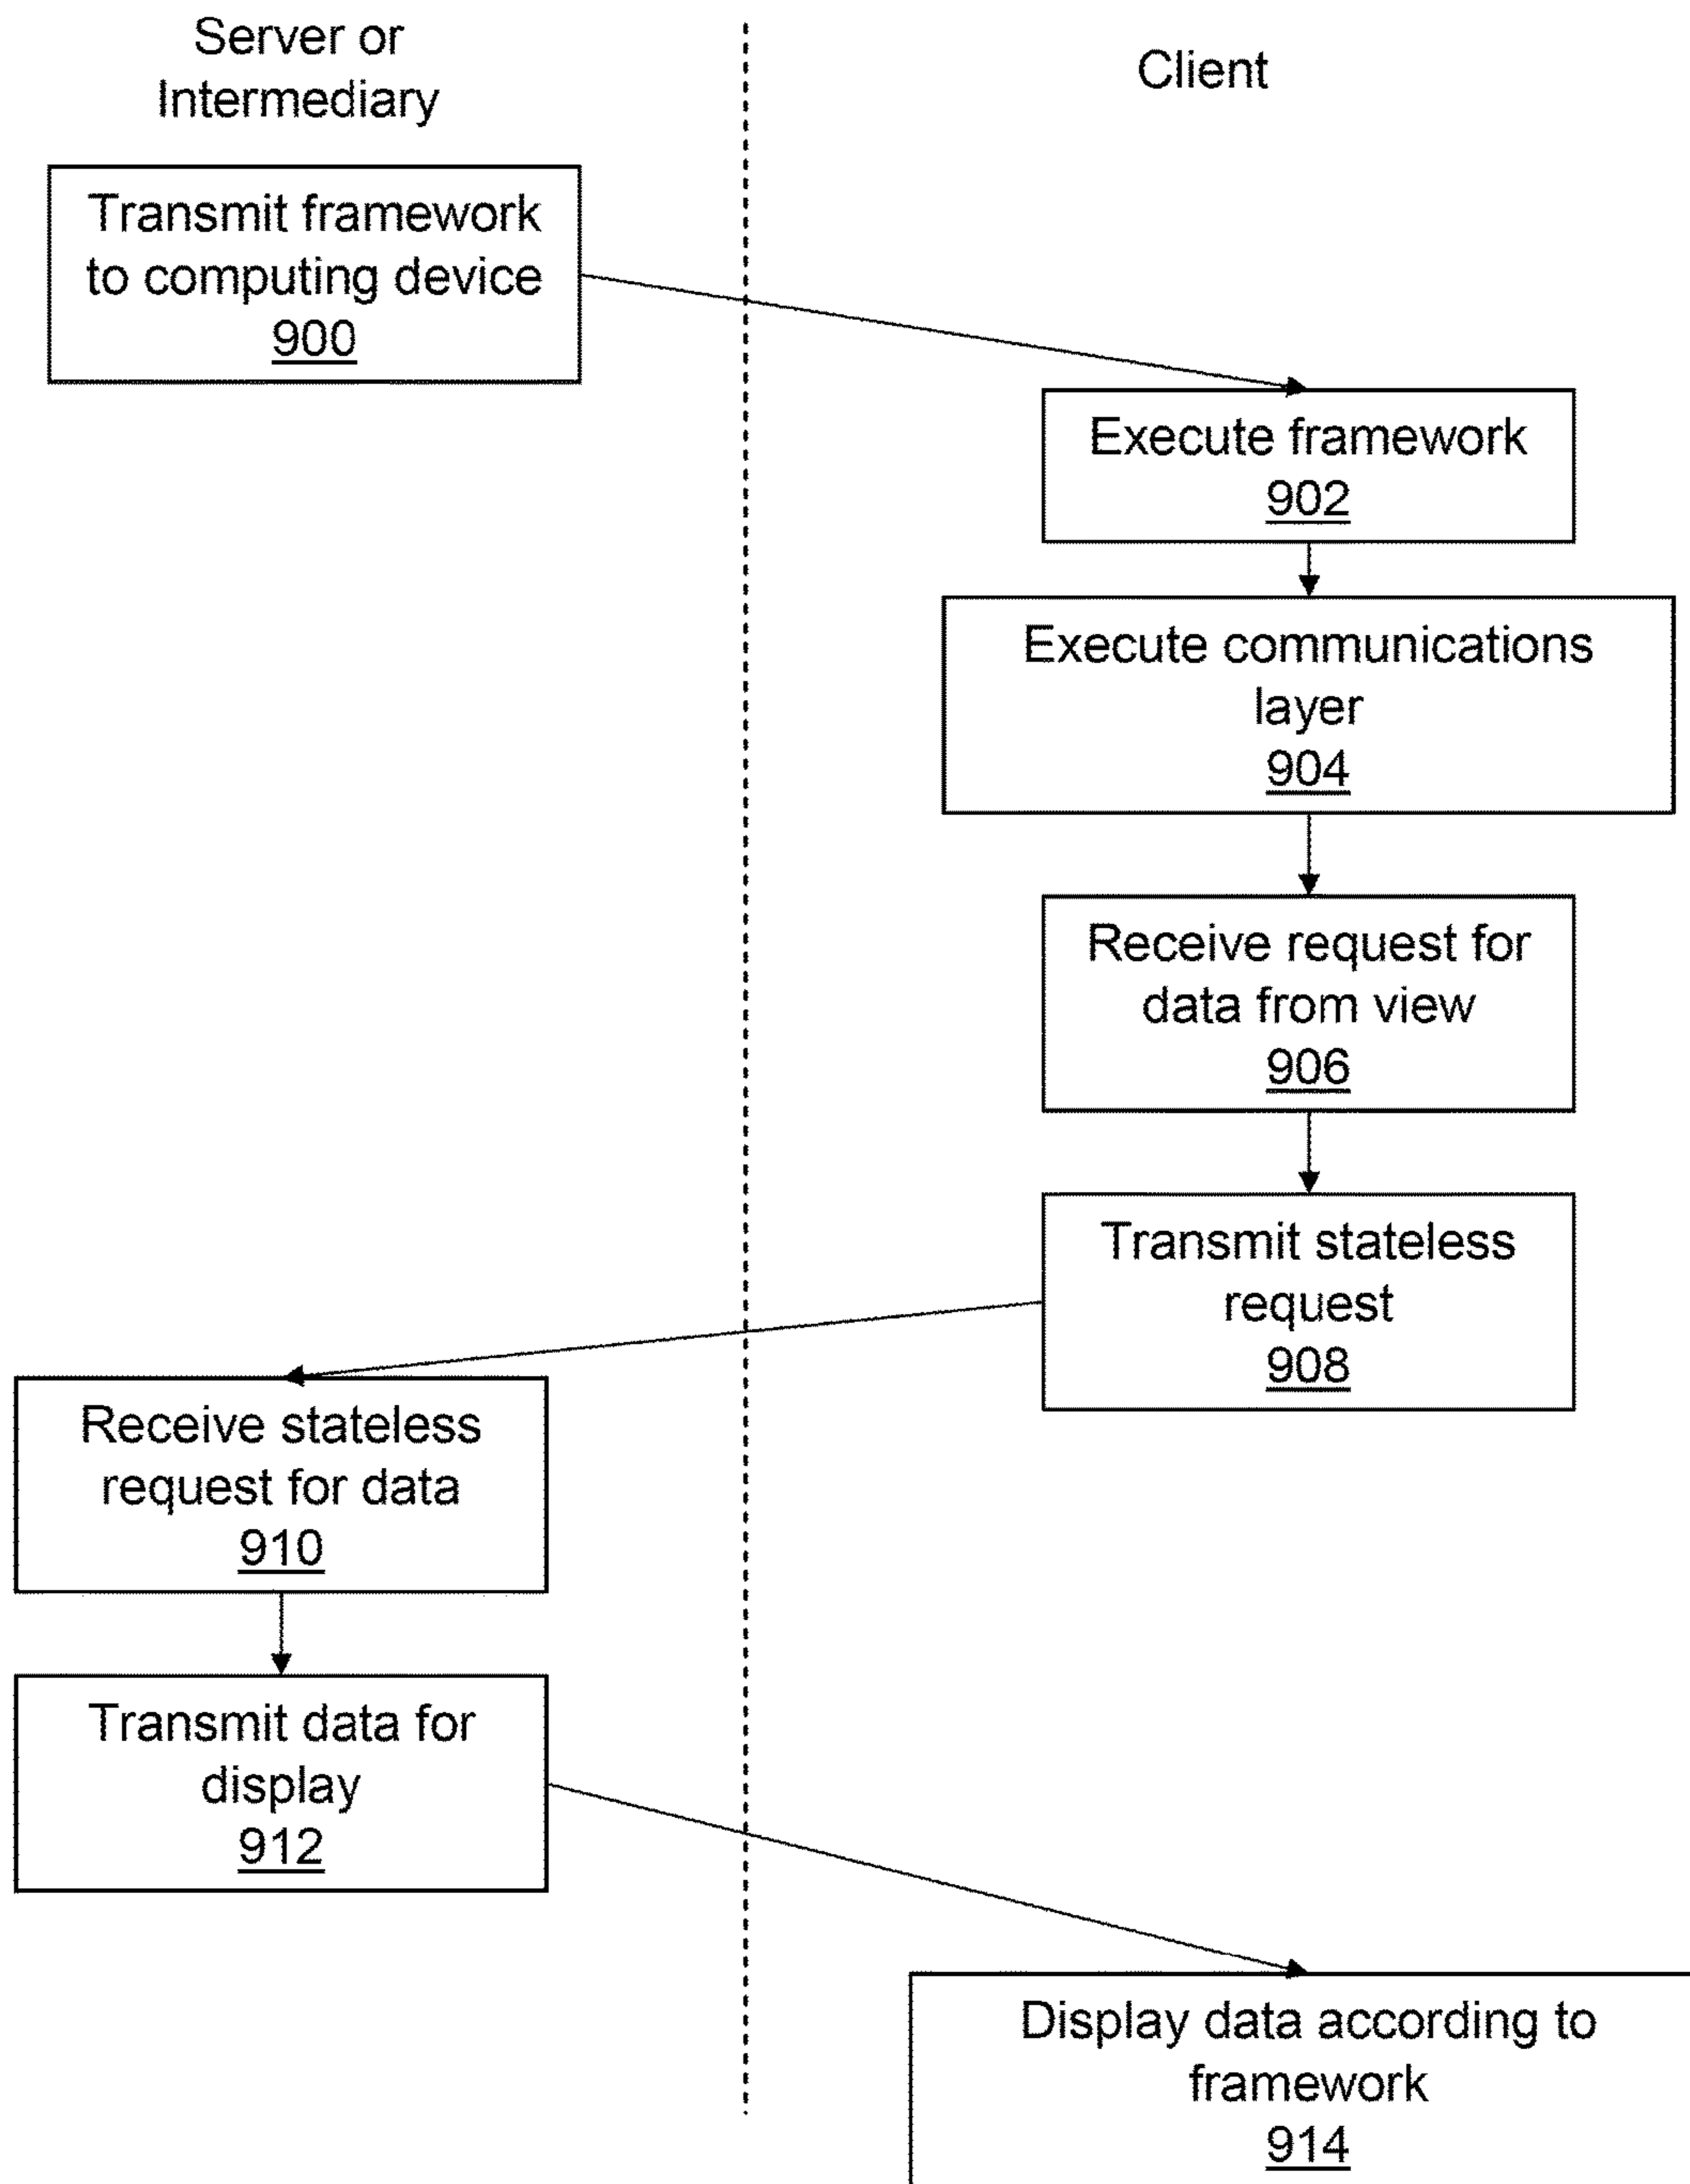 Server or
Intermediary
Client
Transmit framework
to computing device
900
Execute framework
902
Execute communications
layer
904
Receive request for
data from view
906
Transmit stateless
request
908
Receive stateless
request for data
910
Transmit data for
display
912
Display data according to
framework
914